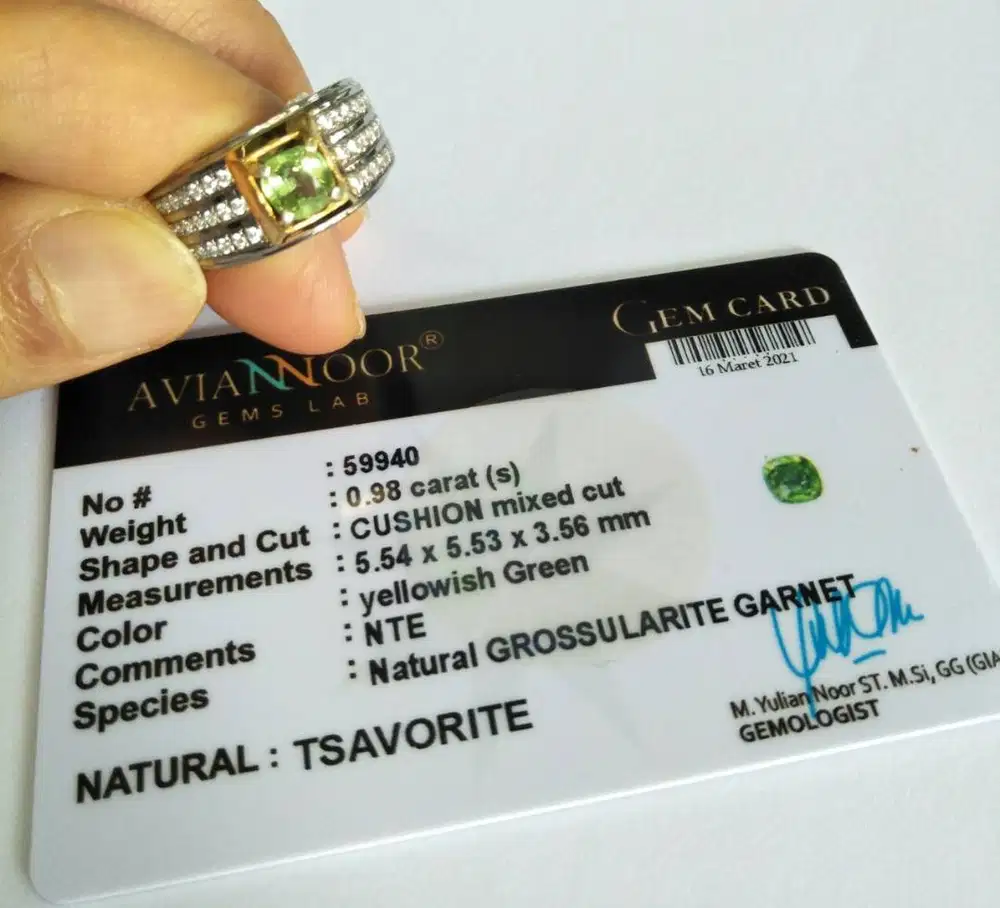 AVIANNOOR®
GEMS LAB
GEM CARD
16 Maret 2021
No # : 59940
Weight : 0.98 carat (s)
Shape and Cut : CUSHION mixed cut
Measurements : 5.54 x 5.53 x 3.56 mm
Color : yellowish Green
Comments : NTE
Species : Natural GROSSULARITE GARNET
NATURAL : TSAVORITE
M. Yulian Noor ST. M.Si, GG (GIA
GEMOLOGIST